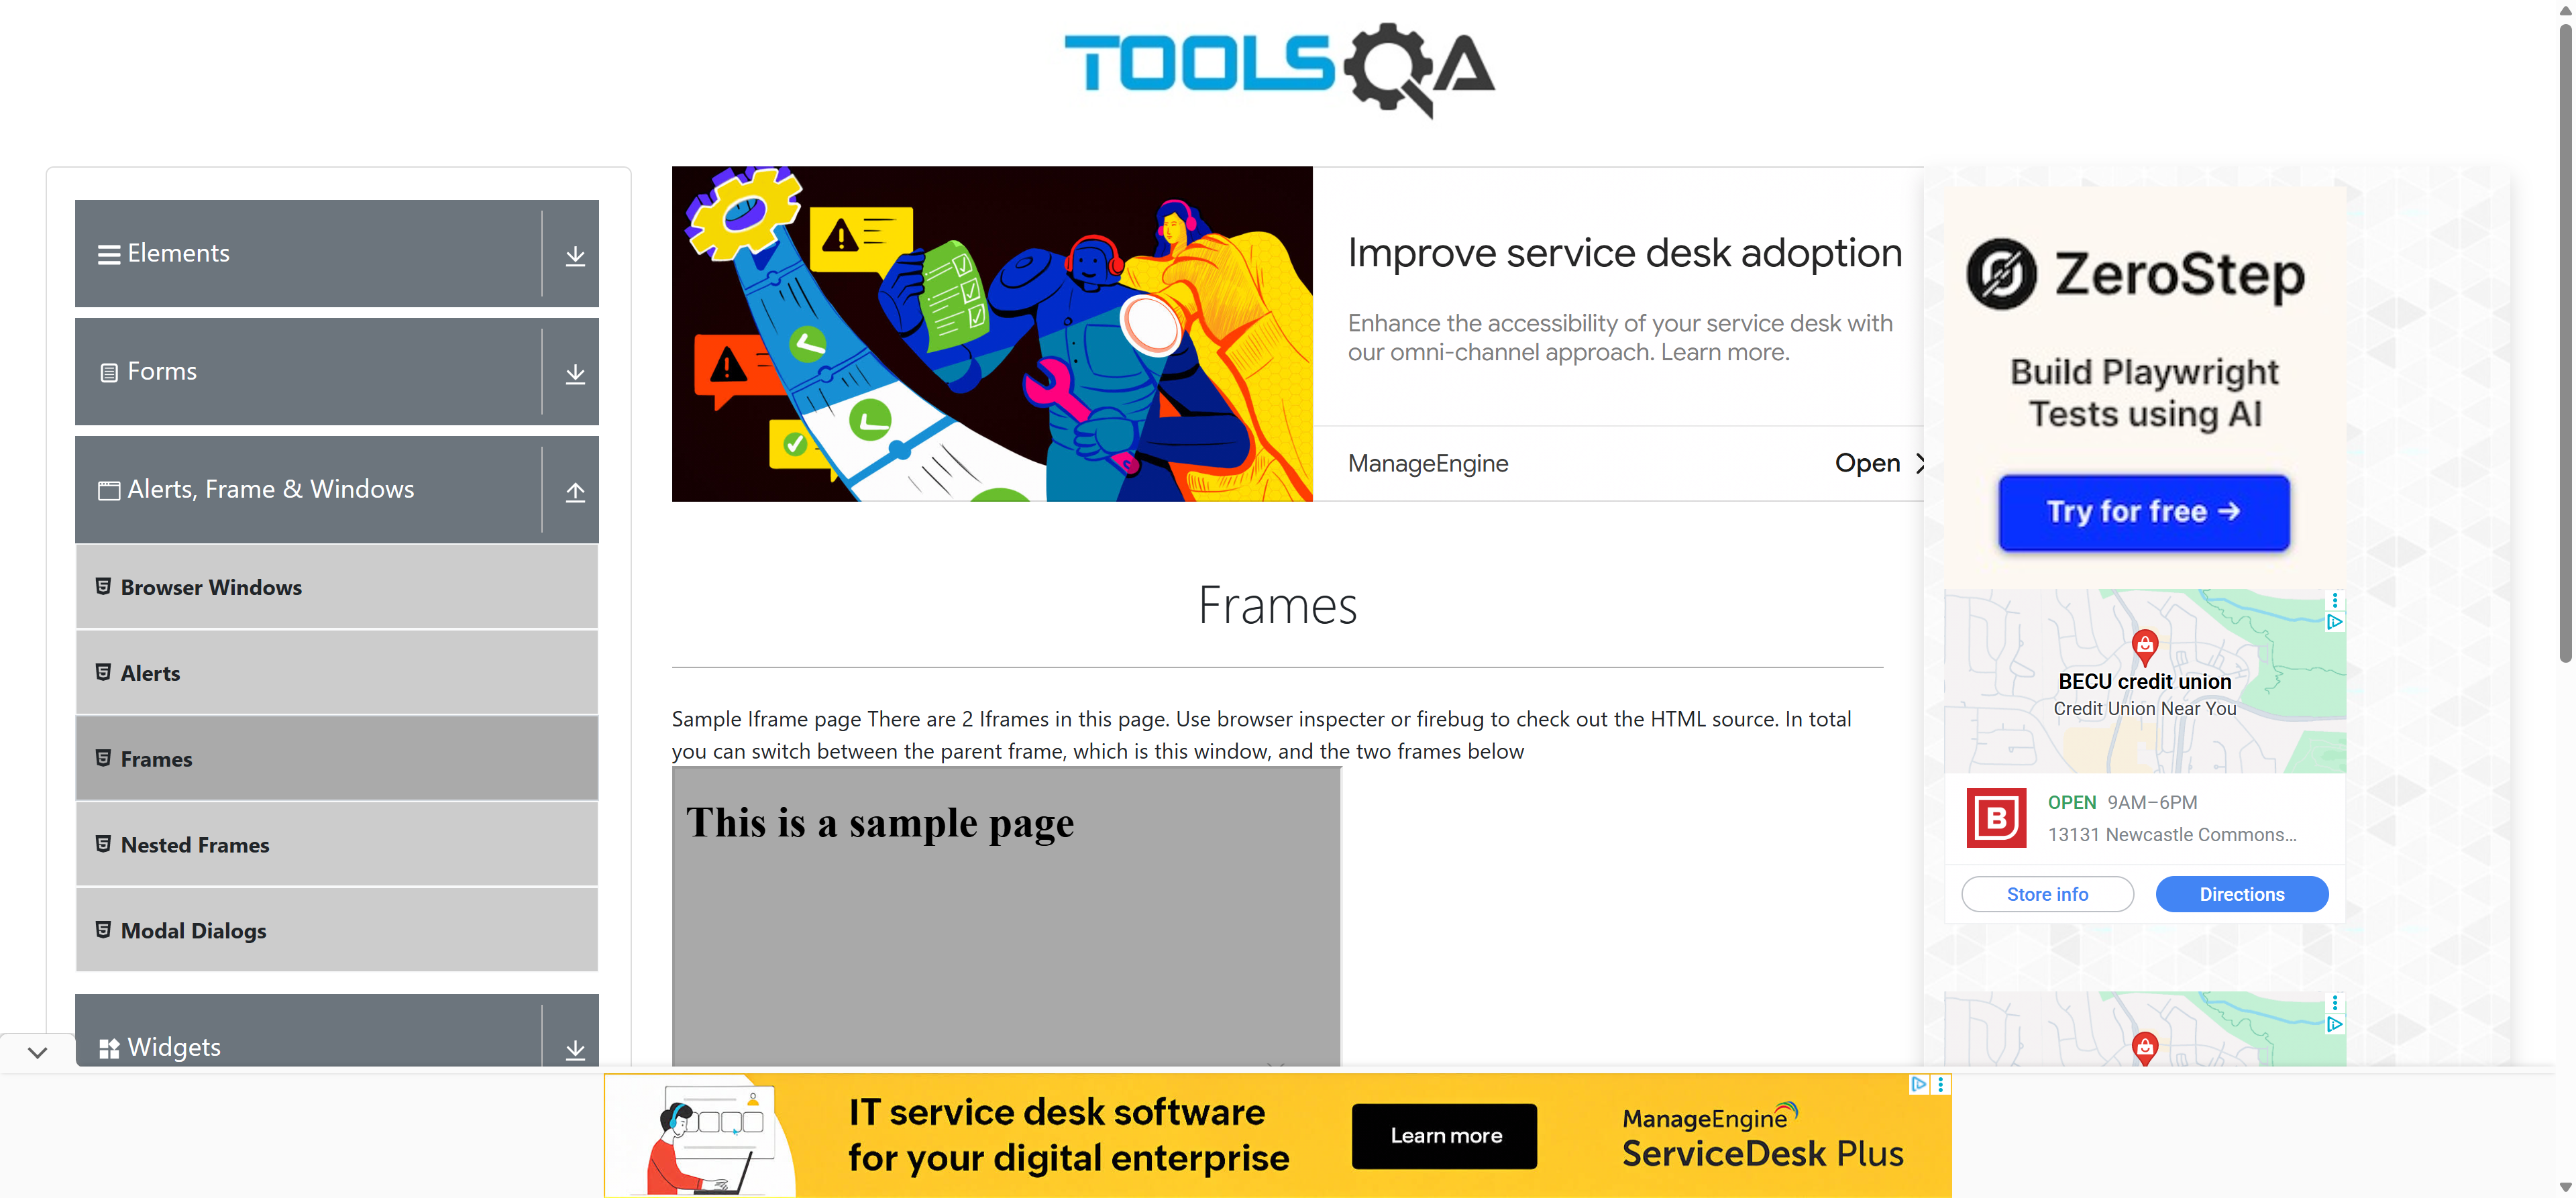 TOOLSQA
Elements
Forms
Alerts, Frame & Windows
Browser Windows
Alerts
Frames
Nested Frames
Modal Dialogs
Widgets
Improve service desk adoption
Enhance the accessibility of your service desk with
our omni-channel approach. Learn more.
ManageEngine
Open
Frames
Sample Iframe page There are 2 Iframes in this page. Use browser inspecter or firebug to check out the HTML source. In total
you can switch between the parent frame, which is this window, and the two frames below
This is a sample page
ZeroStep
Build Playwright
Tests using AI
Try for free →
BECU credit union
Credit Union Near You
B
OPEN 9AM–6PM
13131 Newcastle Commons...
Store info
Directions
IT service desk software
for your digital enterprise
Learn more
ManageEngine
ServiceDesk Plus